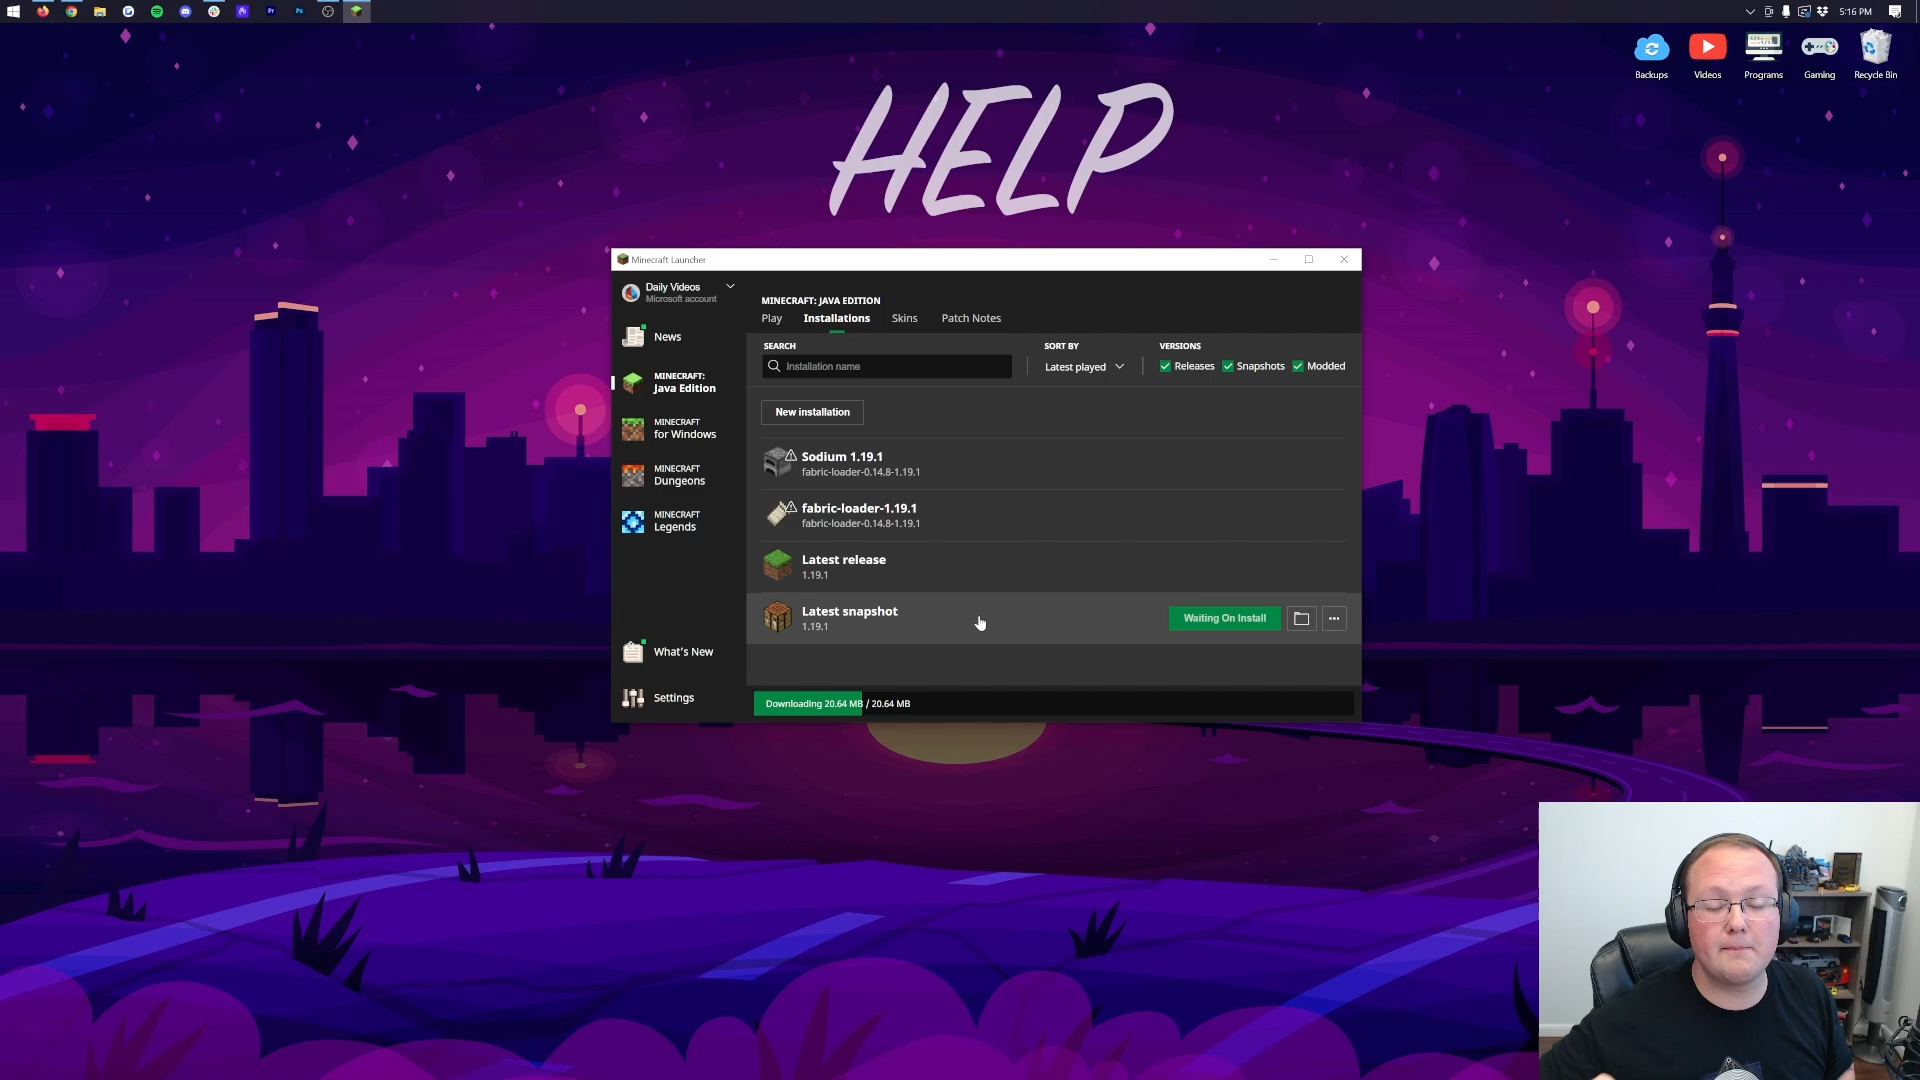 5:16 PM
Backups
Videos
Programs
Gaming
Recycle Bin
HELP
Minecraft Launcher
Daily Videos
Microsoft account
News
MINECRAFT:
Java Edition
MINECRAFT
for Windows
MINECRAFT
Dungeons
MINECRAFT
Legends
What's New
Settings
MINECRAFT: JAVA EDITION
Play
Installations
Skins
Patch Notes
SEARCH
Installation name
SORT BY
Latest played
VERSIONS
Releases
Snapshots
Modded
New installation
Sodium 1.19.1
fabric-loader-0.14.8-1.19.1
fabric-loader-1.19.1
fabric-loader-0.14.8-1.19.1
Latest release
1.19.1
Latest snapshot
1.19.1
Waiting On Install
Downloading 20.64 MB / 20.64 MB